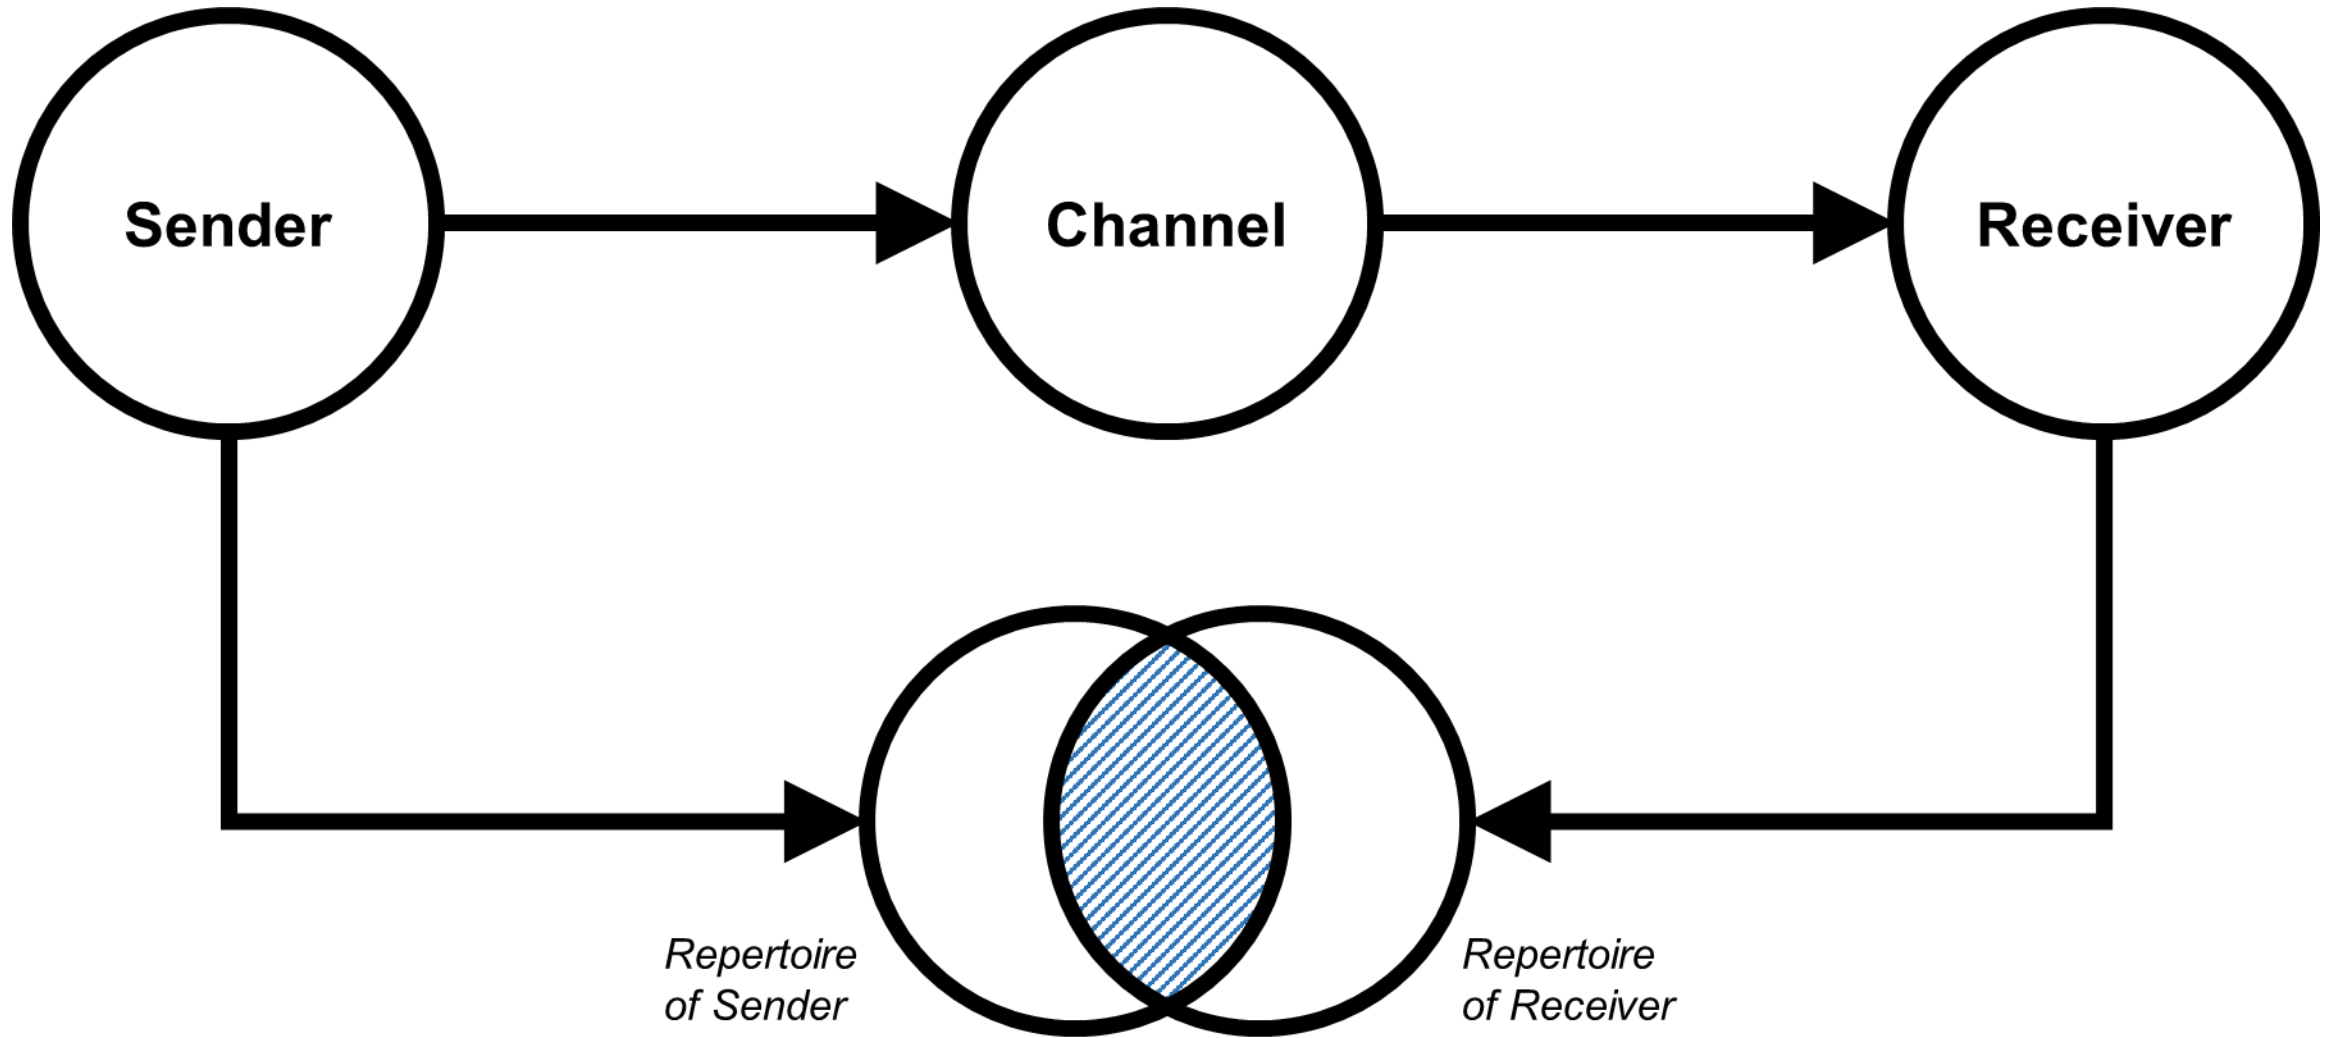 Sender
Channel
Receiver
Repertoire
of Sender
Repertoire
of Receiver